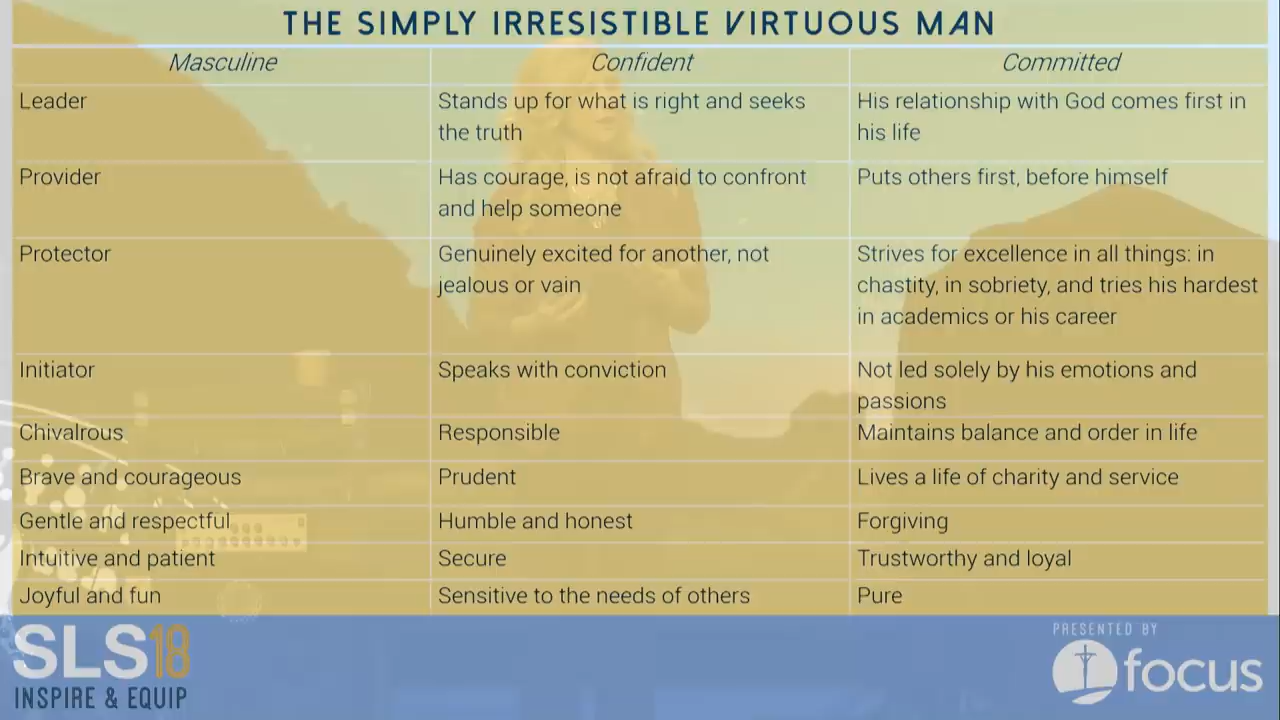 THE SIMPLY IRRESISTIBLE VIRTUOUS MAN
Masculine Confident Committed
Leader Stands up for what is right and seeks His relationship with God comes first in
the truth his life
Provider Has courage, is not afraid to confront Puts others first, before himself
and help someone
Protector Genuinely excited for another, not Strives for excellence in all things: in
jealous or vain chastity, in sobriety, and tries his hardest
in academics or his career
Initiator Speaks with conviction Not led solely by his emotions and
passions
Chivalrous Responsible Maintains balance and order in life
Brave and courageous Prudent Lives a life of charity and service
Gentle and respectful Humble and honest Forgiving
Intuitive and patient Secure Trustworthy and loyal
Joyful and fun Sensitive to the needs of others Pure
SLS18
INSPIRE & EQUIP
PRESENTED BY
focus